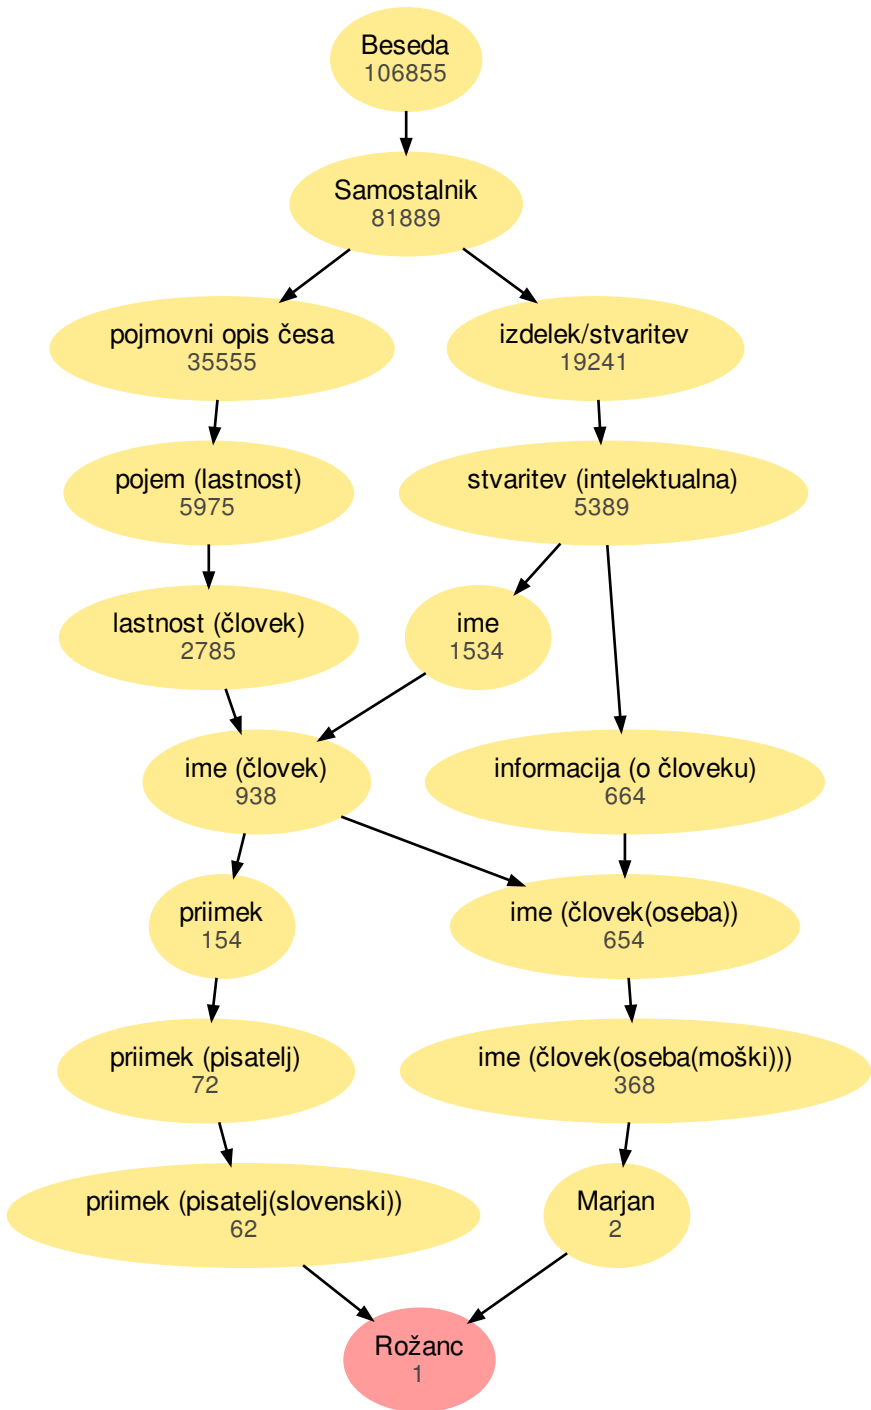 Beseda
106855
Samostalnik
81889
pojmovni opis česa
35555
izdelek/stvaritev
19241
pojem (lastnost)
5975
stvaritev (intelektualna)
5389
lastnost (človek)
2785
ime
1534
ime (človek)
938
informacija (o človeku)
664
priimek
154
ime (človek(oseba))
654
priimek (pisatelj)
72
ime (človek(oseba(moški)))
368
priimek (pisatelj(slovenski))
62
Marjan
2
Rožanc
1